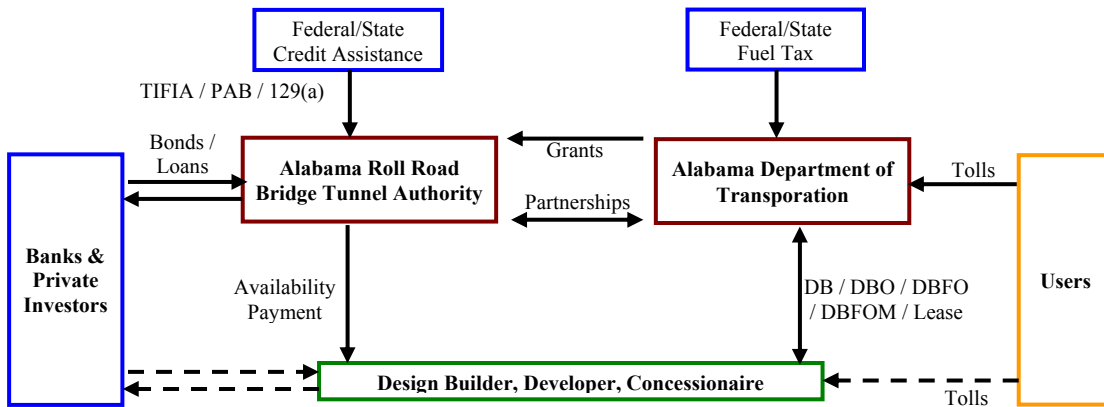 Federal/State
Credit Assistance
Federal/State
Fuel Tax
TIFIA / PAB / 129(a)
Bonds /
Loans
Alabama Roll Road
Bridge Tunnel Authority
Grants
Partnerships
Alabama Department of
Transporation
Tolls
Banks &
Private
Investors
Availability
Payment
DB / DBO / DBFO
/ DBFOM / Lease
Users
Design Builder, Developer, Concessionaire
Tolls